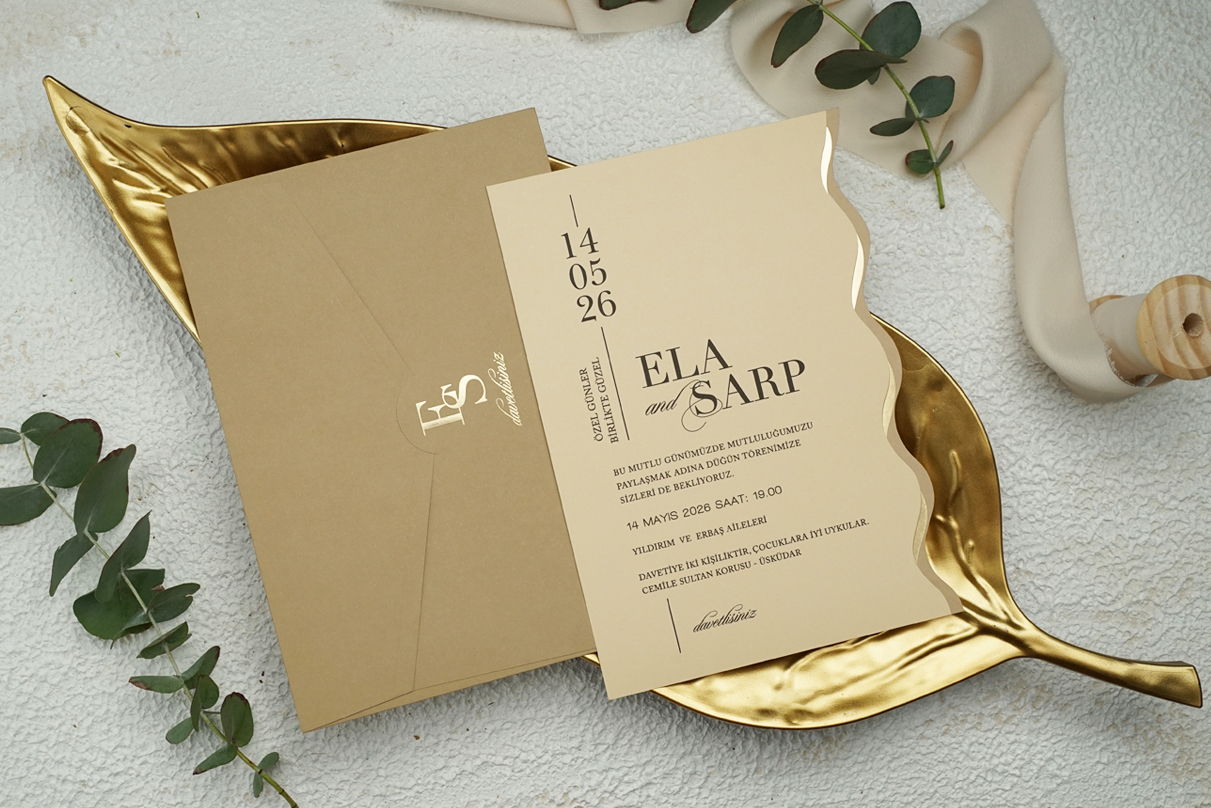 E&S
davetlisiniz
14
05
26
ÖZEL GÜNLER
BİRLİKTE GÜZEL
ELA
and SARP
BU MUTLU GÜNÜMÜZDE MUTLULUĞUMUZU
PAYLAŞMAK ADINA DÜĞÜN TÖRENİMİZE
SİZLERİ DE BEKLİYORUZ.
14 MAYIS 2026 SAAT: 19.00
YILDIRIM VE ERBAŞ AİLELERİ
DAVETİYE İKİ KİŞİLİKTİR, ÇOCUKLARA İYİ UYKULAR.
CEMİLE SULTAN KORUSU - ÜSKÜDAR
davetlisiniz